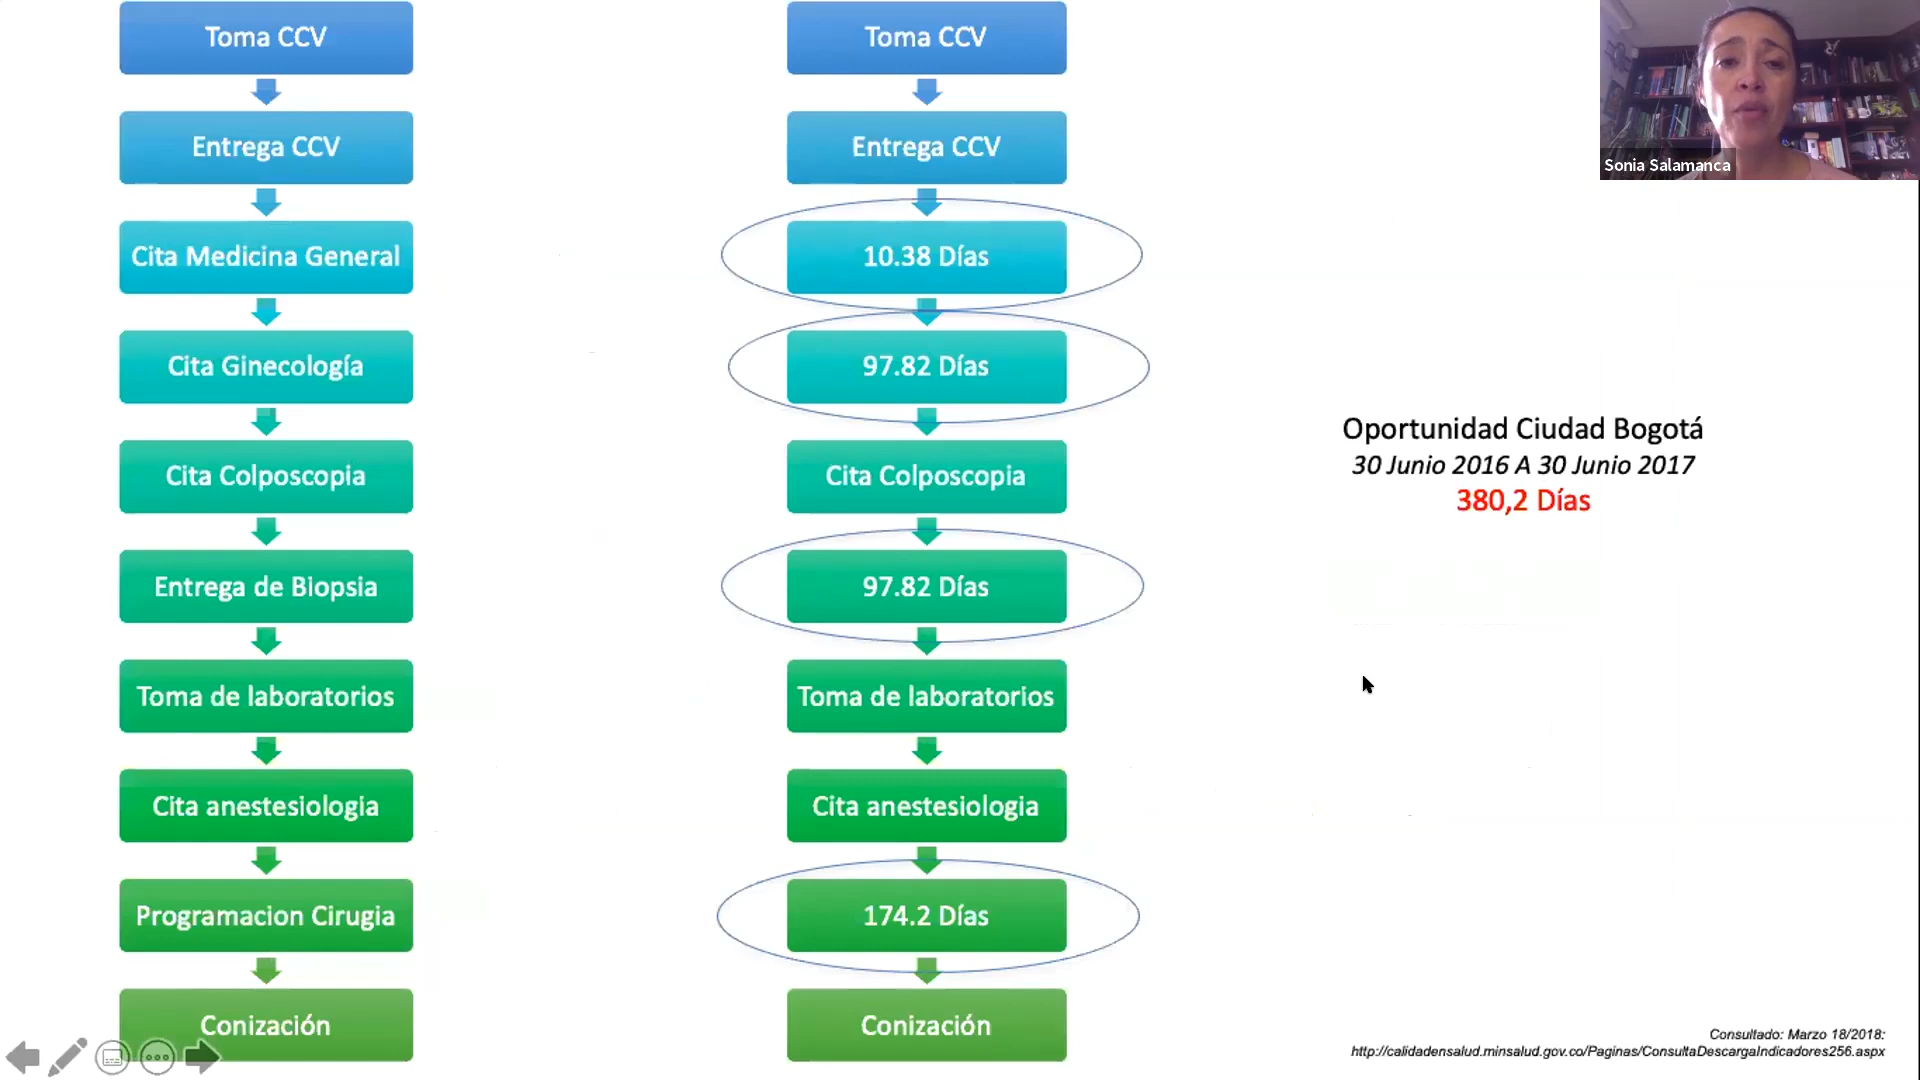 Toma CCV
Entrega CCV
Cita Medicina General
Cita Ginecología
Cita Colposcopia
Entrega de Biopsia
Toma de laboratorios
Cita anestesiologia
Programacion Cirugia
Conización
Toma CCV
Entrega CCV
10.38 Días
97.82 Días
Cita Colposcopia
97.82 Días
Toma de laboratorios
Cita anestesiologia
174.2 Días
Conización
Sonia Salamanca
Oportunidad Ciudad Bogotá
30 Junio 2016 A 30 Junio 2017
380,2 Días
Consultado: Marzo 18/2018:
http://calidadensalud.minsalud.gov.co/Paginas/ConsultaDescargaIndicadores256.aspx